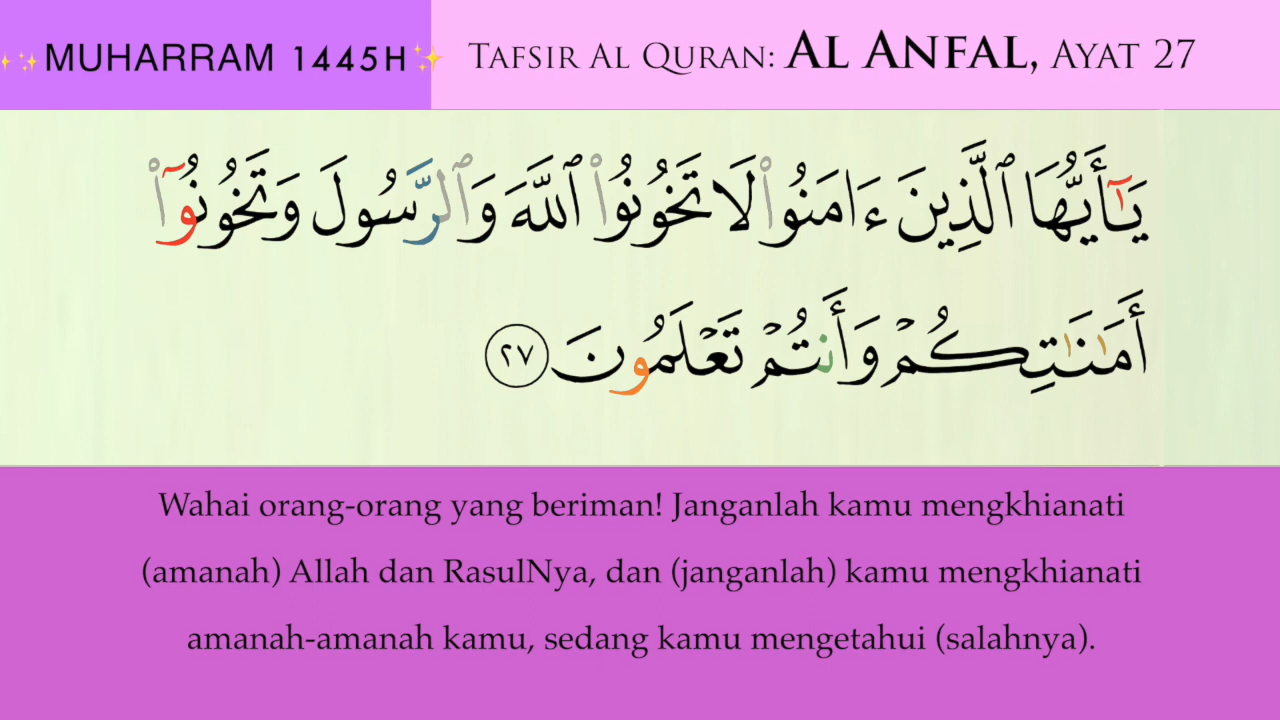 ✨MUHARRAM 1445H✨ TAFSIR AL QURAN: AL ANFAL, AYAT 27
يَـٰٓأَيُّهَا ٱلَّذِينَ ءَامَنُوا۟ لَا تَخُونُوا۟ ٱللَّهَ وَٱلرَّسُولَ وَتَخُونُوٓا۟
أَمَـٰنَـٰتِكُمْ وَأَنتُمْ تَعْلَمُونَ ٢٧
Wahai orang-orang yang beriman! Janganlah kamu mengkhianati
(amanah) Allah dan RasulNya, dan (janganlah) kamu mengkhianati
amanah-amanah kamu, sedang kamu mengetahui (salahnya).